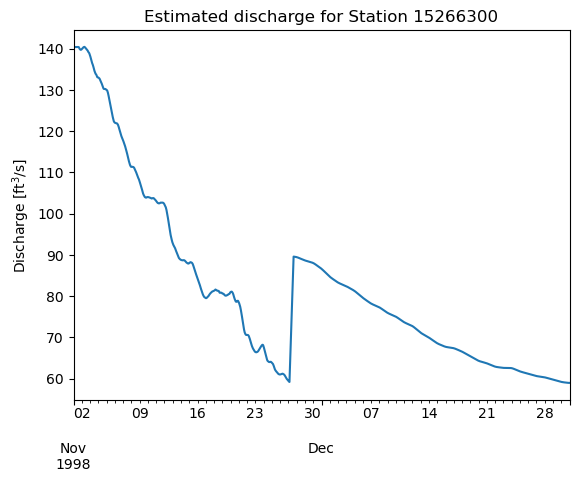 Estimated discharge for Station 15266300
Discharge [ft³/s]
140
130
120
110
100
90
80
70
60
02 09 16 23 30 07 14 21 28
Nov Dec
1998